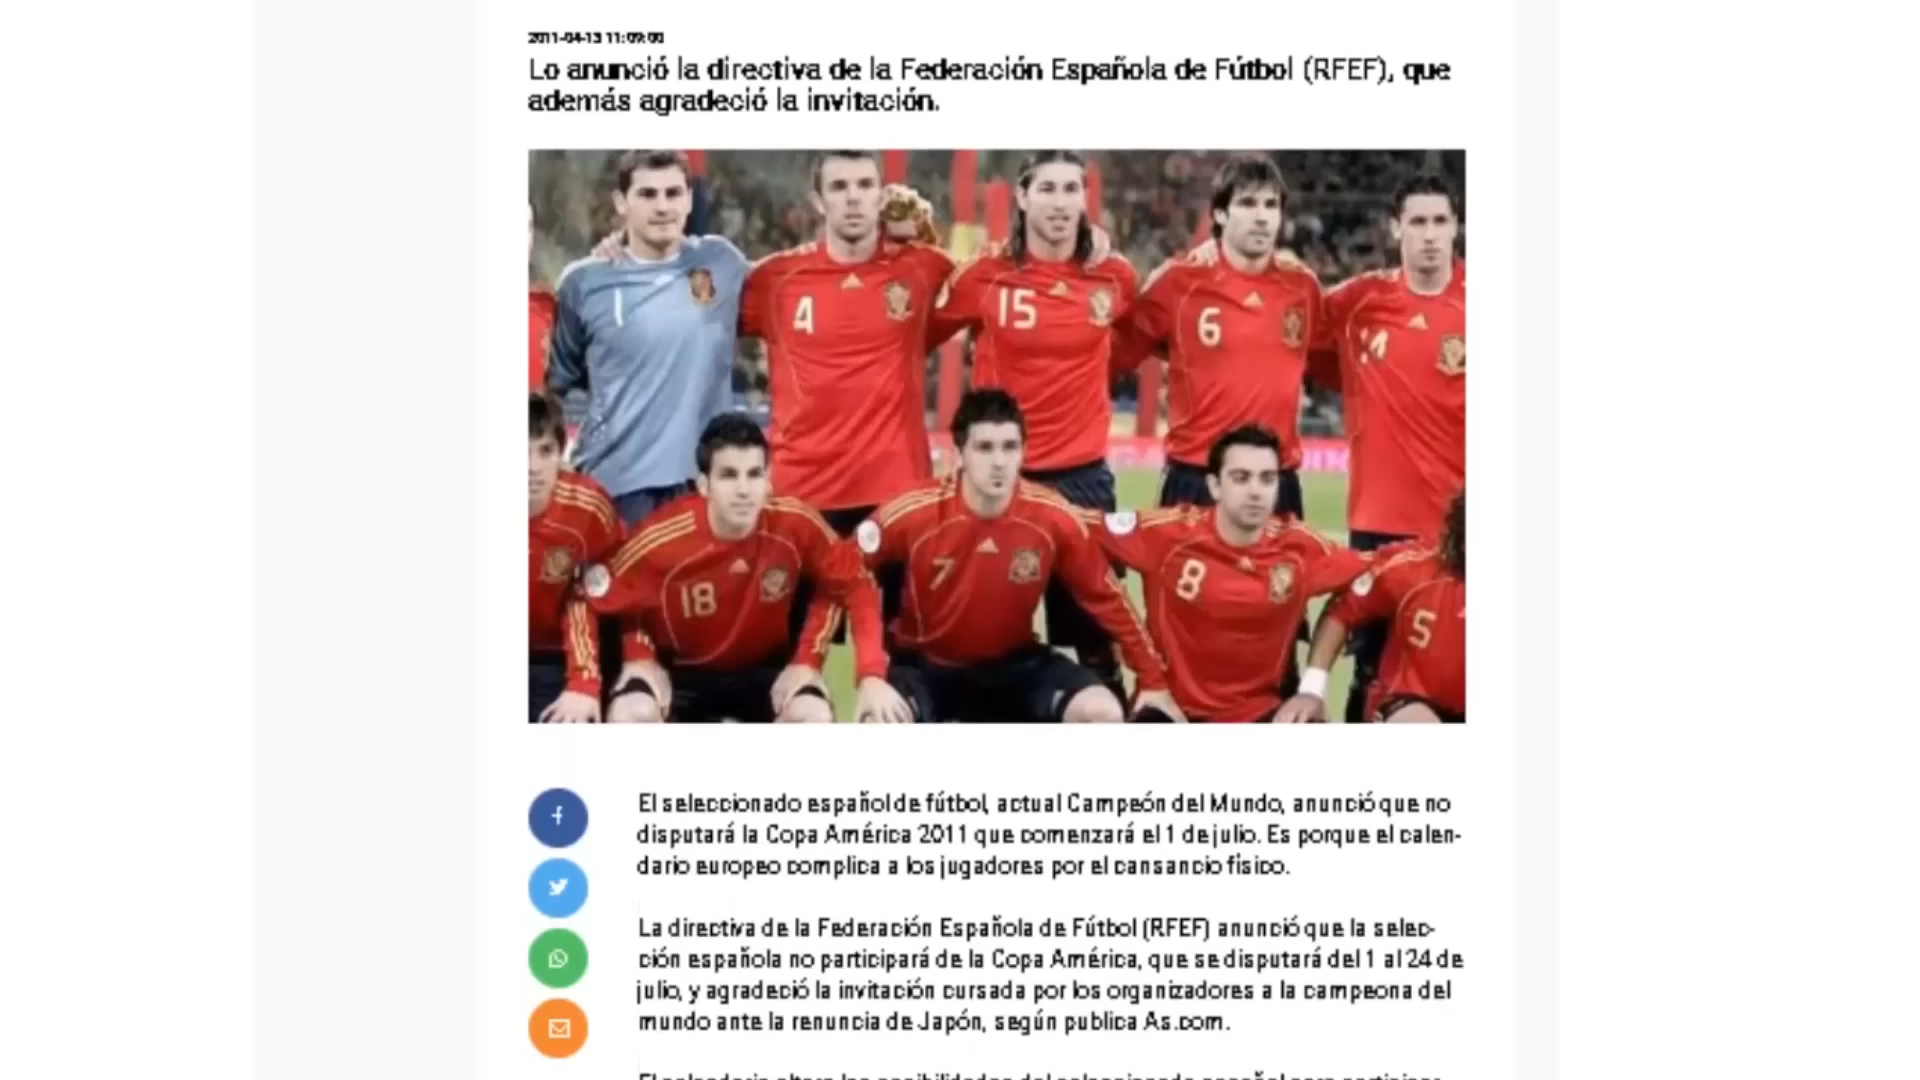 2011-04-13 11:09:00
Lo anunció la directiva de la Federación Española de Fútbol (RFEF), que
además agradeció la invitación.
1
4
15
6
14
18
7
8
5
El seleccionado español de fútbol, actual Campeón del Mundo, anunció que no
disputará la Copa América 2011 que comenzará el 1 de julio. Es porque el calen-
dario europeo complica a los jugadores por el cansancio físico.
La directiva de la Federación Española de Fútbol (RFEF) anunció que la selec-
ción española no participará de la Copa América, que se disputará del 1 al 24 de
julio, y agradeció la invitación cursada por los organizadores a la campeona del
mundo ante la renuncia de Japón, según publica As.com.